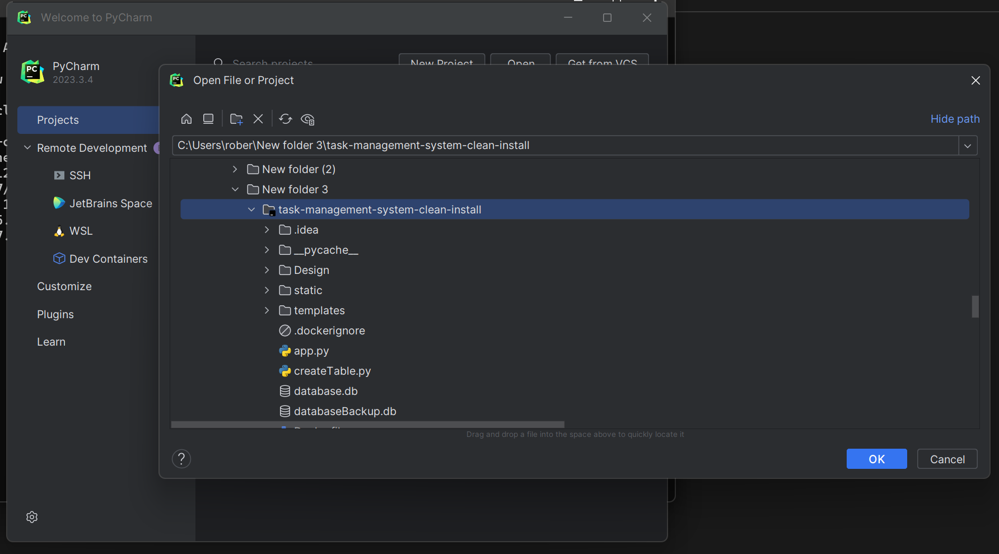 Welcome to PyCharm
PyCharm
2023.3.4
Search projects
New Project
Open
Get from VCS
Projects
Remote Development
SSH
JetBrains Space
WSL
Dev Containers
Customize
Plugins
Learn
Open File or Project
Hide path
C:\Users\rober\New folder 3\task-management-system-clean-install
New folder (2)
New folder 3
task-management-system-clean-install
.idea
__pycache__
Design
static
templates
.dockerignore
app.py
createTable.py
database.db
databaseBackup.db
Drag and drop a file into the space above to quickly locate it
?
OK
Cancel